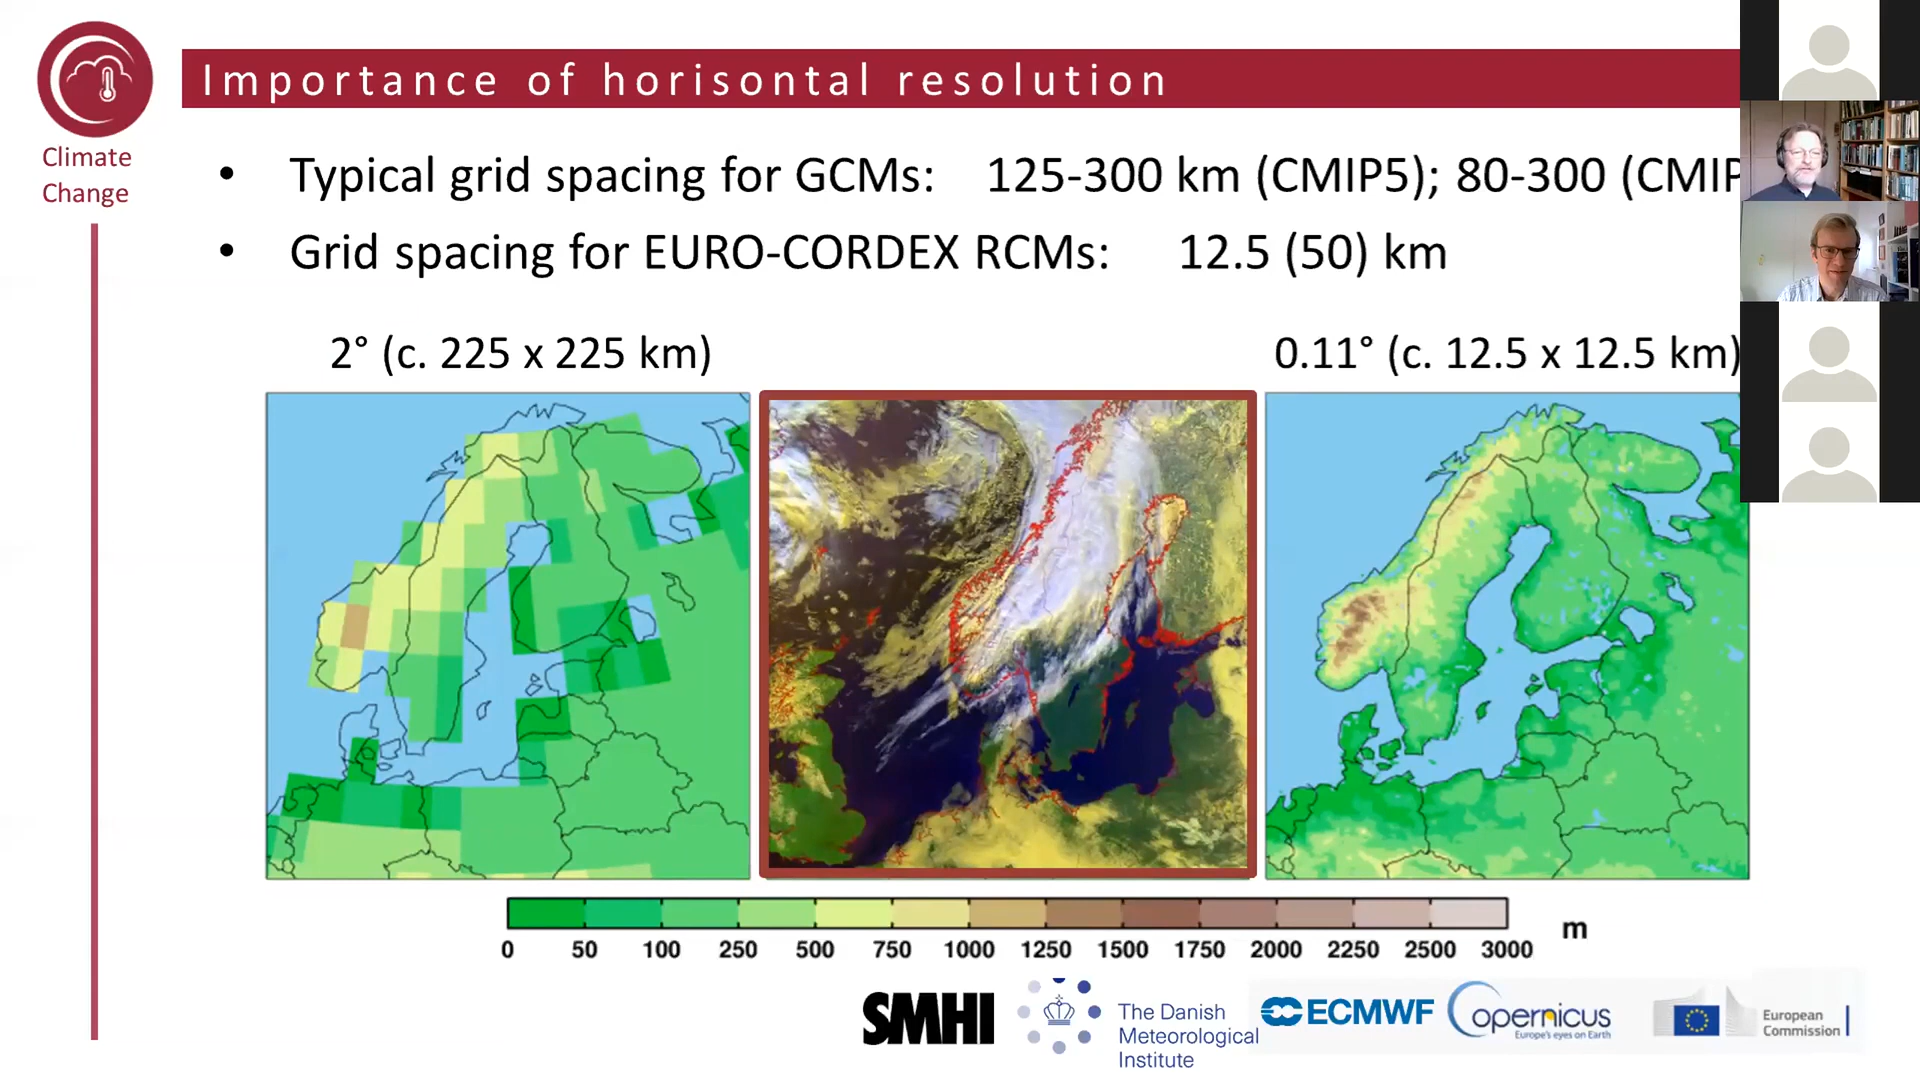 Importance of horisontal resolution
Climate
Change
• Typical grid spacing for GCMs: 125-300 km (CMIP5); 80-300 (CMIP
• Grid spacing for EURO-CORDEX RCMs: 12.5 (50) km
2° (c. 225 x 225 km)
0.11° (c. 12.5 x 12.5 km)
m
0 50 100 250 500 750 1000 1250 1500 1750 2000 2250 2500 3000
SMHI
The Danish
Meteorological
Institute
ECMWF
Copernicus
Europe's eyes on Earth
European
Commission